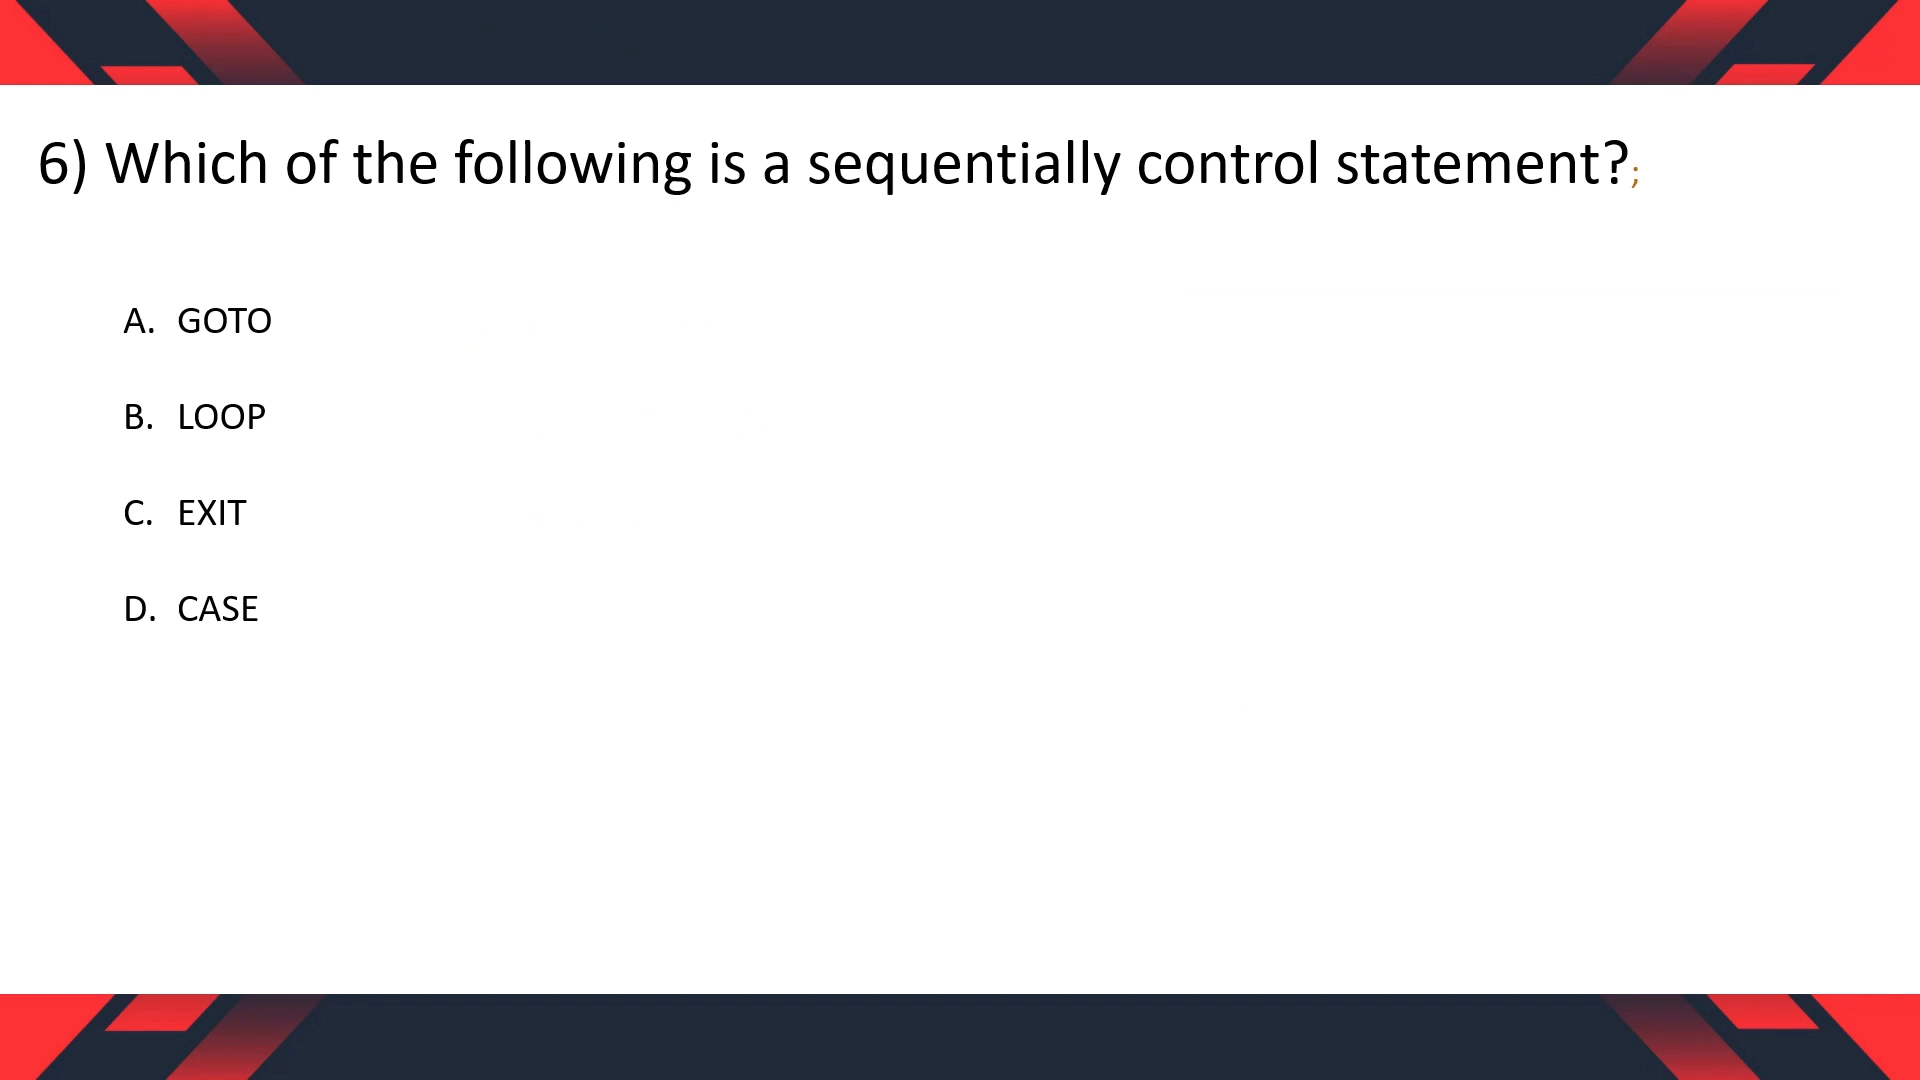 6) Which of the following is a sequentially control statement?;
A. GOTO
B. LOOP
C. EXIT
D. CASE